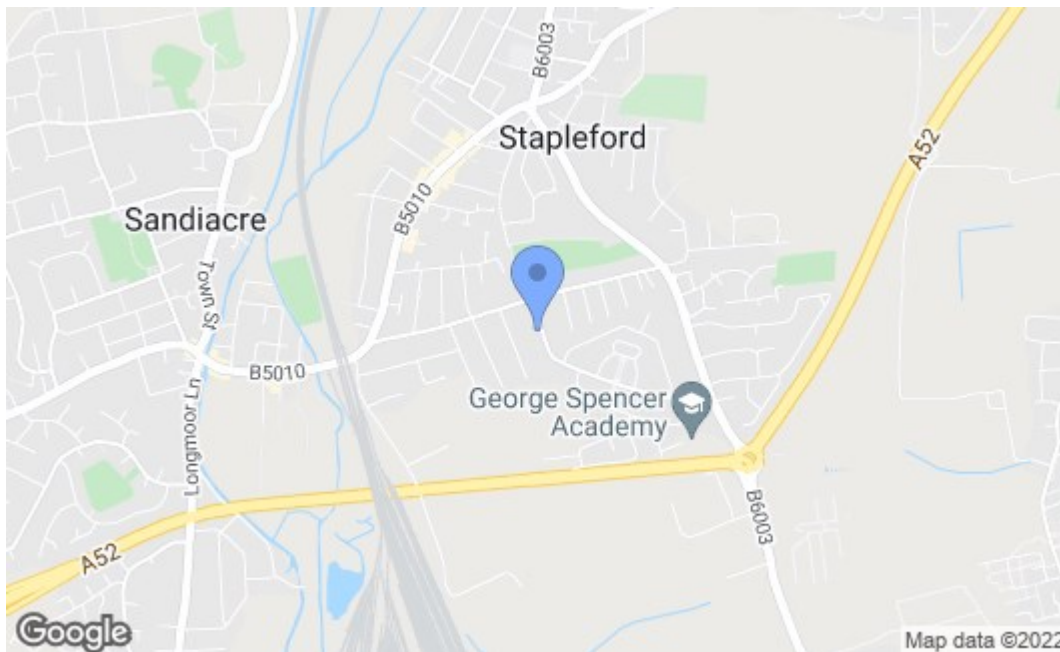 B6003
Stapleford
A52
Sandiacre
B5010
Town St
B5010
Longmoor Ln
George Spencer
Academy
B6003
A52
Google
Map data ©2022